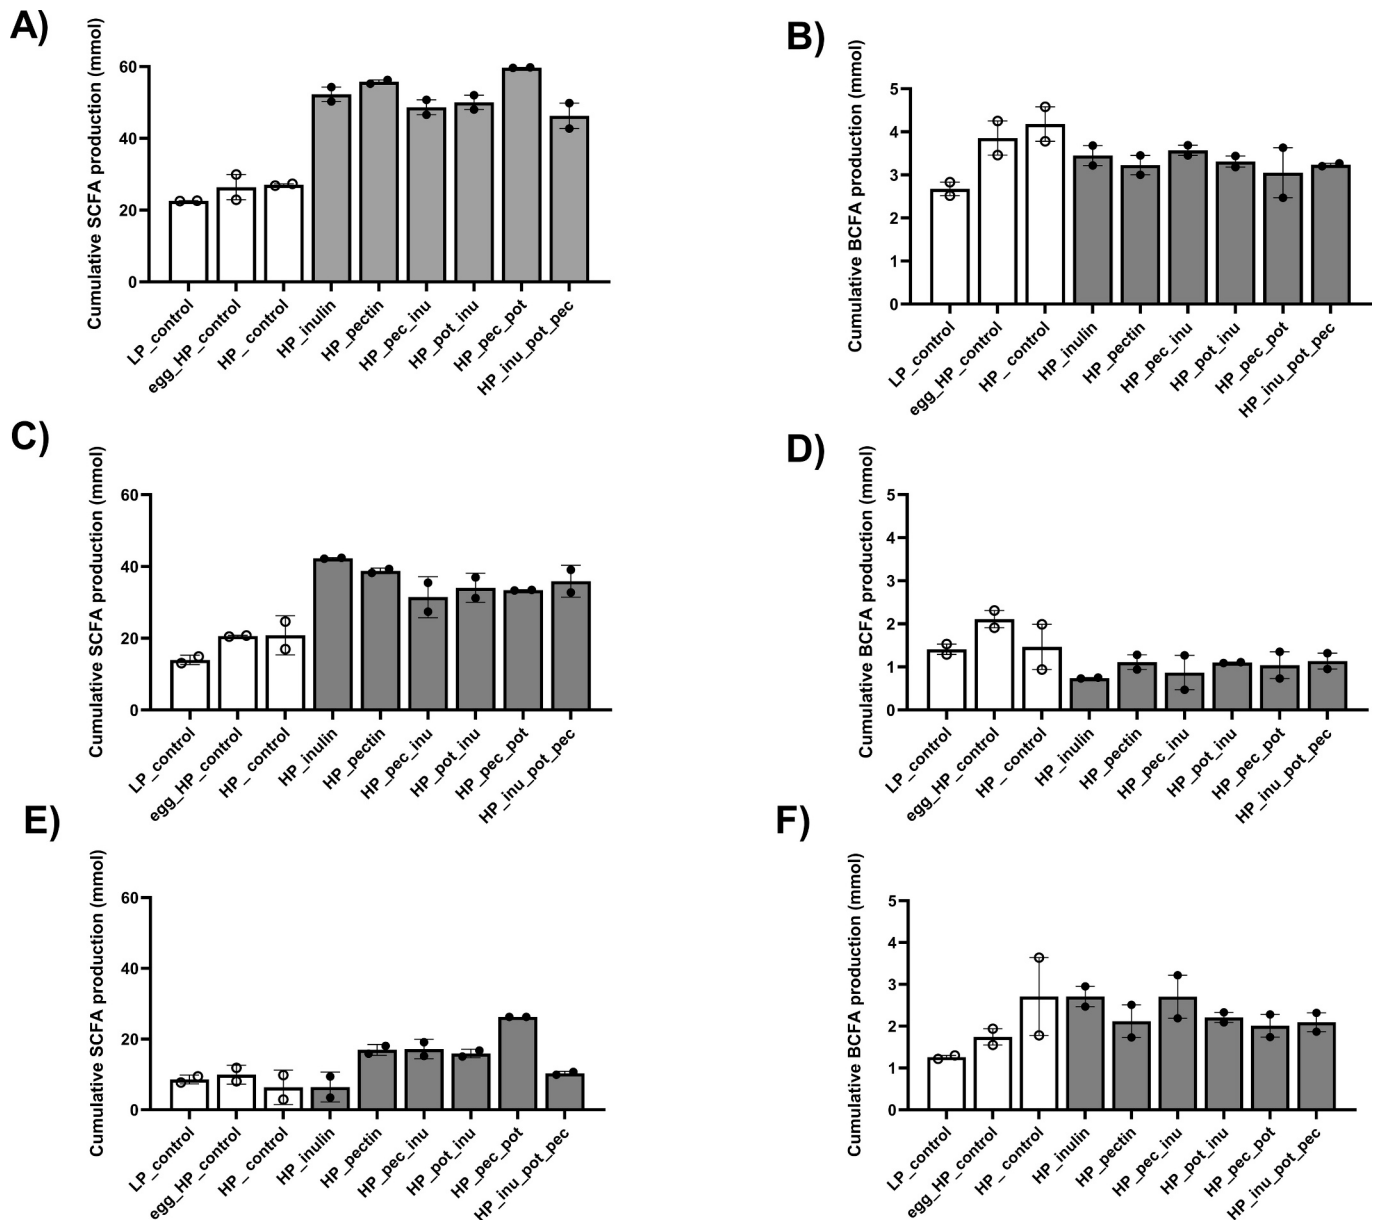 A)
Cumulative SCFA production (mmol)
60
40
20
0
LP_control
egg_HP_control
HP_control
HP_inulin
HP_pectin
HP_pec_inu
HP_pot_inu
HP_pec_pot
HP_inu_pot_pec
B)
Cumulative BCFA production (mmol)
5
4
3
2
1
0
LP_control
egg_HP_control
HP_control
HP_inulin
HP_pectin
HP_pec_inu
HP_pot_inu
HP_pec_pot
HP_inu_pot_pec
C)
Cumulative SCFA production (mmol)
60
40
20
0
LP_control
egg_HP_control
HP_control
HP_inulin
HP_pectin
HP_pec_inu
HP_pot_inu
HP_pec_pot
HP_inu_pot_pec
D)
Cumulative BCFA production (mmol)
5
4
3
2
1
0
LP_control
egg_HP_control
HP_control
HP_inulin
HP_pectin
HP_pec_inu
HP_pot_inu
HP_pec_pot
HP_inu_pot_pec
E)
Cumulative SCFA production (mmol)
60
40
20
0
LP_control
egg_HP_control
HP_control
HP_inulin
HP_pectin
HP_pec_inu
HP_pot_inu
HP_pec_pot
HP_inu_pot_pec
F)
Cumulative BCFA production (mmol)
5
4
3
2
1
0
LP_control
egg_HP_control
HP_control
HP_inulin
HP_pectin
HP_pec_inu
HP_pot_inu
HP_pec_pot
HP_inu_pot_pec